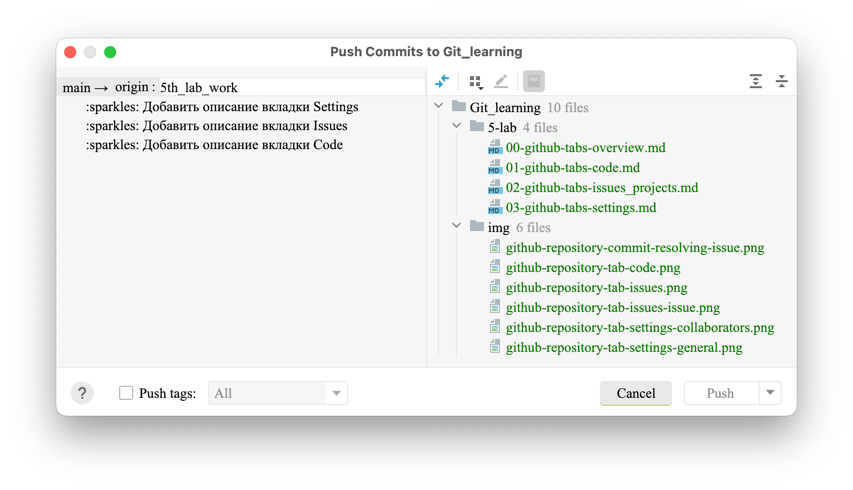 Push Commits to Git_learning
main → origin : 5th_lab_work
:sparkles: Добавить описание вкладки Settings
:sparkles: Добавить описание вкладки Issues
:sparkles: Добавить описание вкладки Code
Git_learning 10 files
5-lab 4 files
MD 00-github-tabs-overview.md
MD 01-github-tabs-code.md
MD 02-github-tabs-issues_projects.md
MD 03-github-tabs-settings.md
img 6 files
github-repository-commit-resolving-issue.png
github-repository-tab-code.png
github-repository-tab-issues.png
github-repository-tab-issues-issue.png
github-repository-tab-settings-collaborators.png
github-repository-tab-settings-general.png
? Push tags: All
Cancel
Push